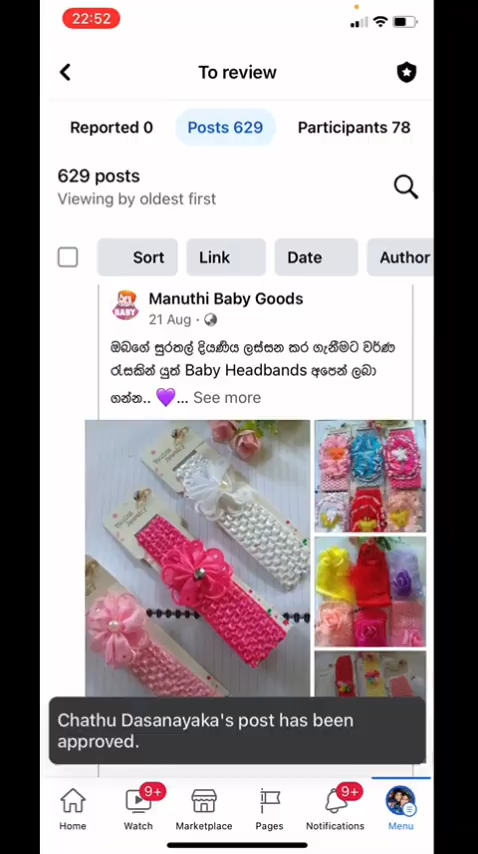 22:52
To review
Reported 0
Posts 629
Participants 78
629 posts
Viewing by oldest first
Sort
Link
Date
Author
Manuthi Baby Goods
21 Aug ·
ඔබගේ සුරතල් දියණිය ලස්සන කර ගැනීමට වර්ණ
රැසකින් යුත් Baby Headbands අපෙන් ලබා
ගන්න.. 💜... See more
BABY
Chathu Dasanayaka's post has been
approved.
9+
9+
Home
Watch
Marketplace
Pages
Notifications
Menu